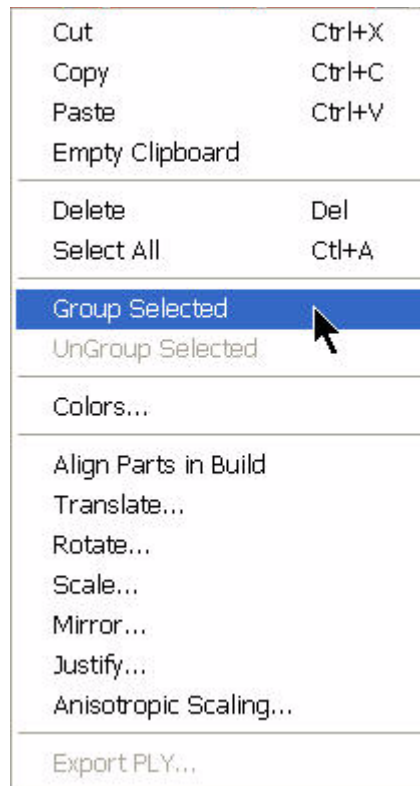 Cut Ctrl+X
Copy Ctrl+C
Paste Ctrl+V
Empty Clipboard
Delete Del
Select All Ctl+A
Group Selected
UnGroup Selected
Colors...
Align Parts in Build
Translate...
Rotate...
Scale...
Mirror...
Justify...
Anisotropic Scaling...
Export PLY...